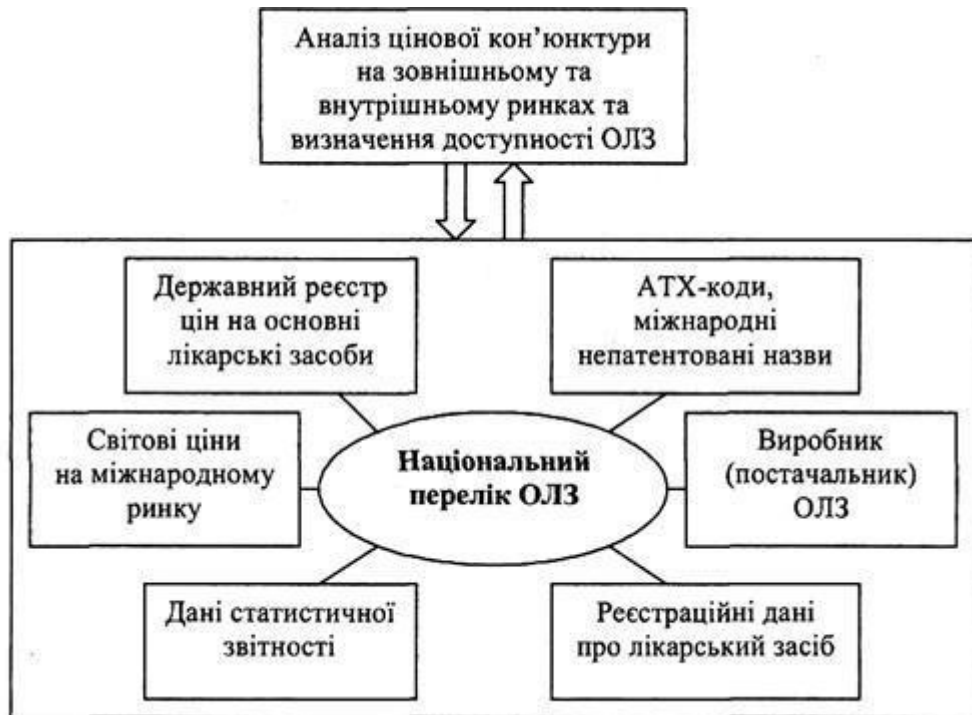 Аналіз цінової кон’юнктури
на зовнішньому та
внутрішньому ринках та
визначення доступності ОЛЗ
Державний реєстр
цін на основні
лікарські засоби
АТХ-коди,
міжнародні
непатентовані назви
Світові ціни
на міжнародному
ринку
Національний
перелік ОЛЗ
Виробник
(постачальник)
ОЛЗ
Дані статистичної
звітності
Реєстраційні дані
про лікарський засіб